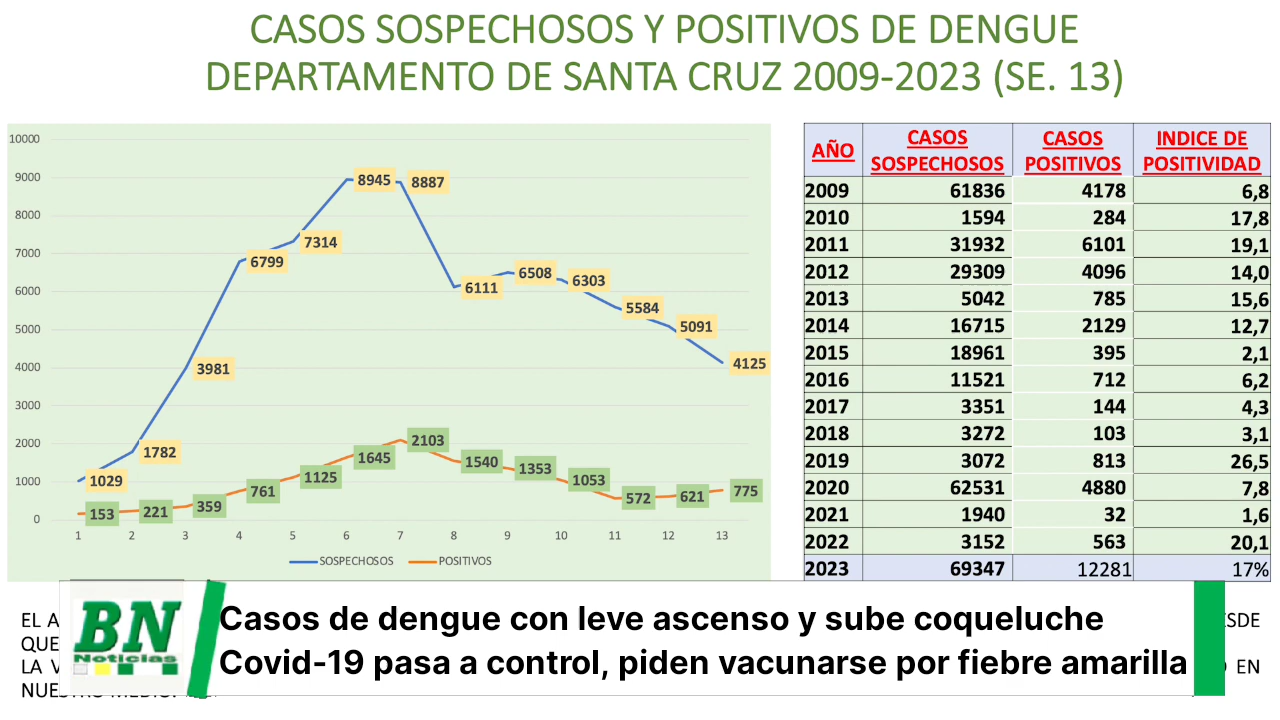 CASOS SOSPECHOSOS Y POSITIVOS DE DENGUE
DEPARTAMENTO DE SANTA CRUZ 2009-2023 (SE. 13)
10000
9000
8000
7000
6000
5000
4000
3000
2000
1000
0
1029
1782
3981
6799
7314
8945
8887
6111
6508
6303
5584
5091
4125
153
221
359
761
1125
1645
2103
1540
1353
1053
572
621
775
1 2 3 4 5 6 7 8 9 10 11 12 13
SOSPECHOSOS POSITIVOS
AÑO CASOS SOSPECHOSOS CASOS POSITIVOS INDICE DE POSITIVIDAD
2009 61836 4178 6,8
2010 1594 284 17,8
2011 31932 6101 19,1
2012 29309 4096 14,0
2013 5042 785 15,6
2014 16715 2129 12,7
2015 18961 395 2,1
2016 11521 712 6,2
2017 3351 144 4,3
2018 3272 103 3,1
2019 3072 813 26,5
2020 62531 4880 7,8
2021 1940 32 1,6
2022 3152 563 20,1
2023 69347 12281 17%
EL
QUE
LA
EN
BN
Noticias
Casos de dengue con leve ascenso y sube coqueluche
Covid-19 pasa a control, piden vacunarse por fiebre amarilla